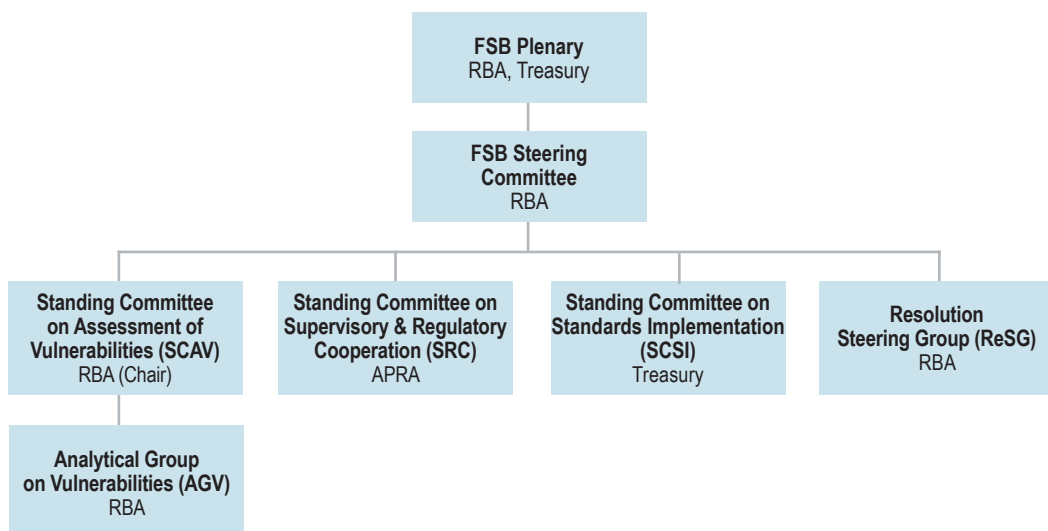 FSB Plenary
RBA, Treasury
FSB Steering
Committee
RBA
Standing Committee
on Assessment of
Vulnerabilities (SCAV)
RBA (Chair)
Standing Committee on
Supervisory & Regulatory
Cooperation (SRC)
APRA
Standing Committee on
Standards Implementation
(SCSI)
Treasury
Resolution
Steering Group (ReSG)
RBA
Analytical Group
on Vulnerabilities (AGV)
RBA